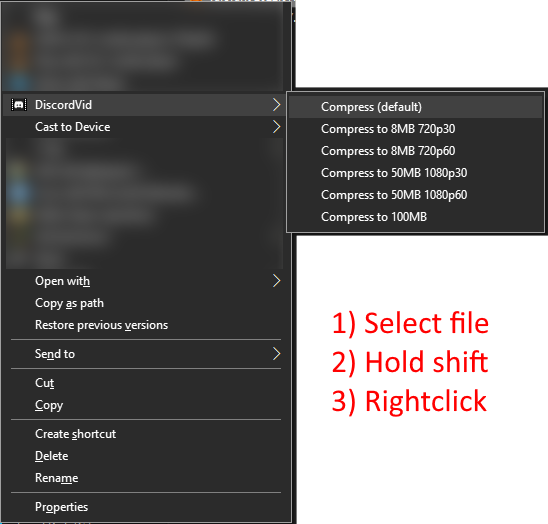 DiscordVid
Cast to Device
Open with
Copy as path
Restore previous versions
Send to
Cut
Copy
Create shortcut
Delete
Rename
Properties
Compress (default)
Compress to 8MB 720p30
Compress to 8MB 720p60
Compress to 50MB 1080p30
Compress to 50MB 1080p60
Compress to 100MB
1) Select file
2) Hold shift
3) Rightclick